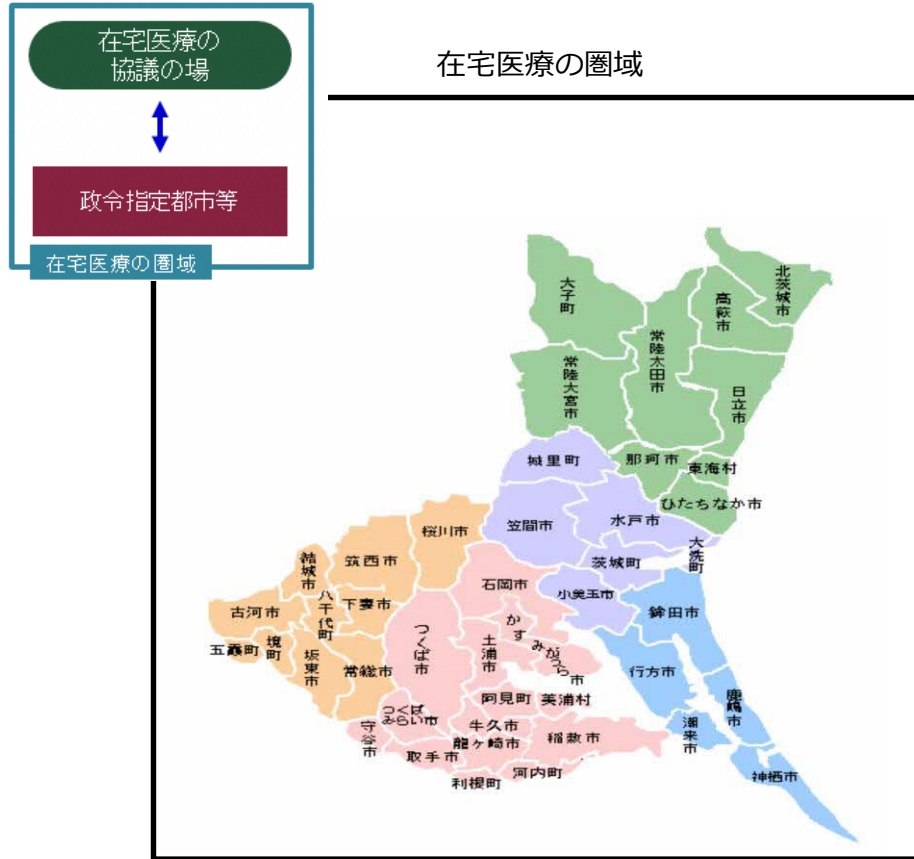 在宅医療の
協議の場
政令指定都市等
在宅医療の圏域
在宅医療の圏域
北茨城市
高萩市
大子町
常陸太田市
常陸大宮市
日立市
那珂市
東海村
城里町
ひたちなか市
水戸市
笠間市
桜川市
大洗町
茨城町
筑西市
結城市
石岡市
小美玉市
鉾田市
八千代町
下妻市
古河市
かすみがうら市
つくば市
土浦市
五霞町
境町
坂東市
常総市
行方市
鹿嶋市
阿見町
美浦村
つくばみらい市
守谷市
牛久市
稲敷市
潮来市
龍ヶ崎市
取手市
河内町
利根町
神栖市